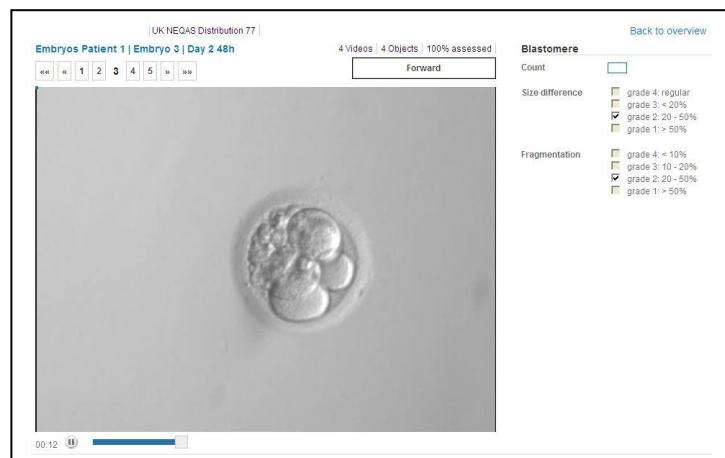 UK NEQAS Distribution 77
Back to overview
Embryos Patient 1 | Embryo 3 | Day 2 48h
4 Videos | 4 Objects | 100% assessed
«« « 1 2 3 4 5 » »»
Forward
Blastomere
Count
Size difference
grade 4: regular
grade 3: < 20%
grade 2: 20 - 50%
grade 1: > 50%
Fragmentation
grade 4: < 10%
grade 3: 10 - 20%
grade 2: 20 - 50%
grade 1: > 50%
00:12